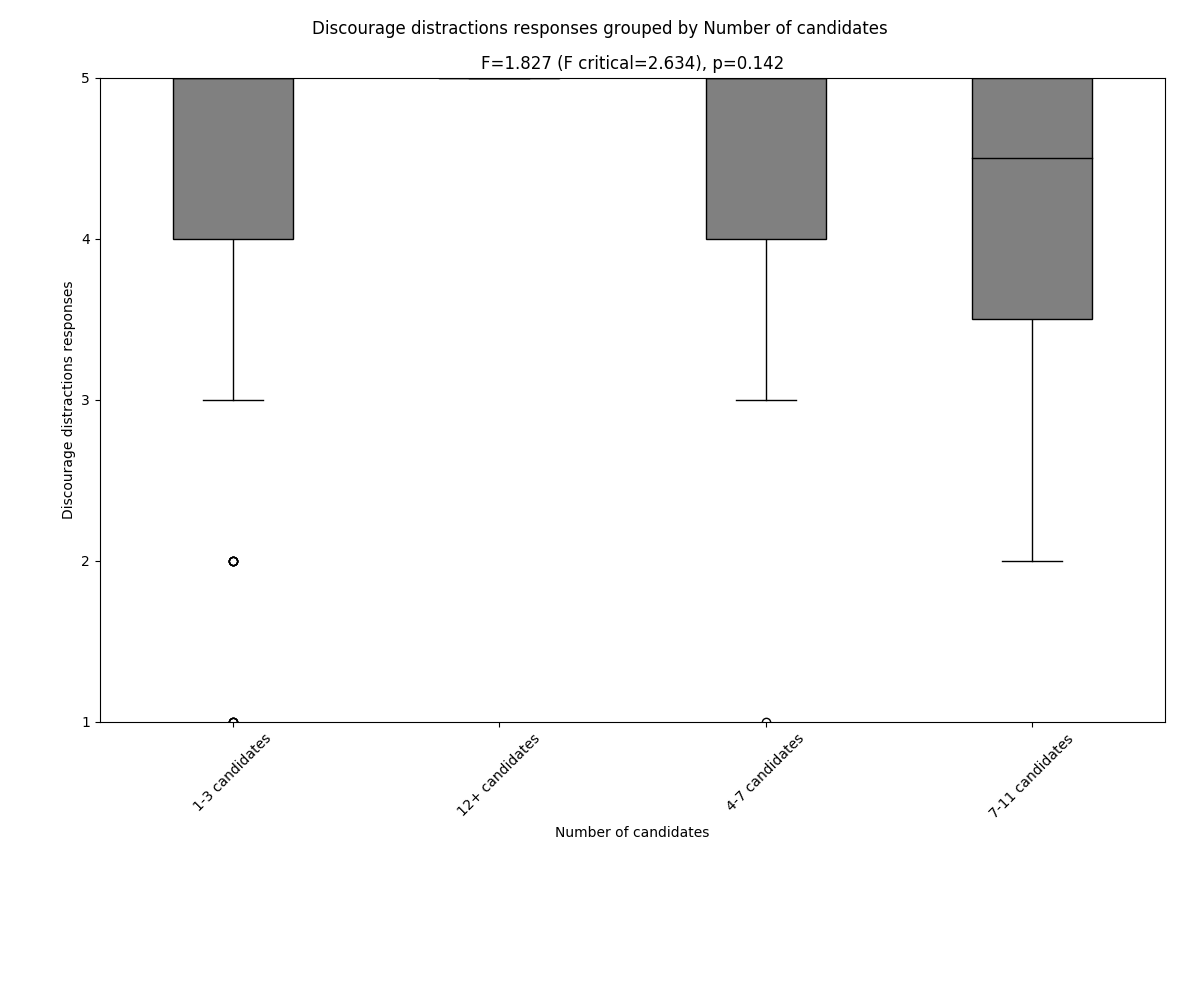 Discourage distractions responses grouped by Number of candidates
F=1.827 (F critical=2.634), p=0.142
5
4
3
2
1
Discourage distractions responses
1-3 candidates
12+ candidates
4-7 candidates
7-11 candidates
Number of candidates